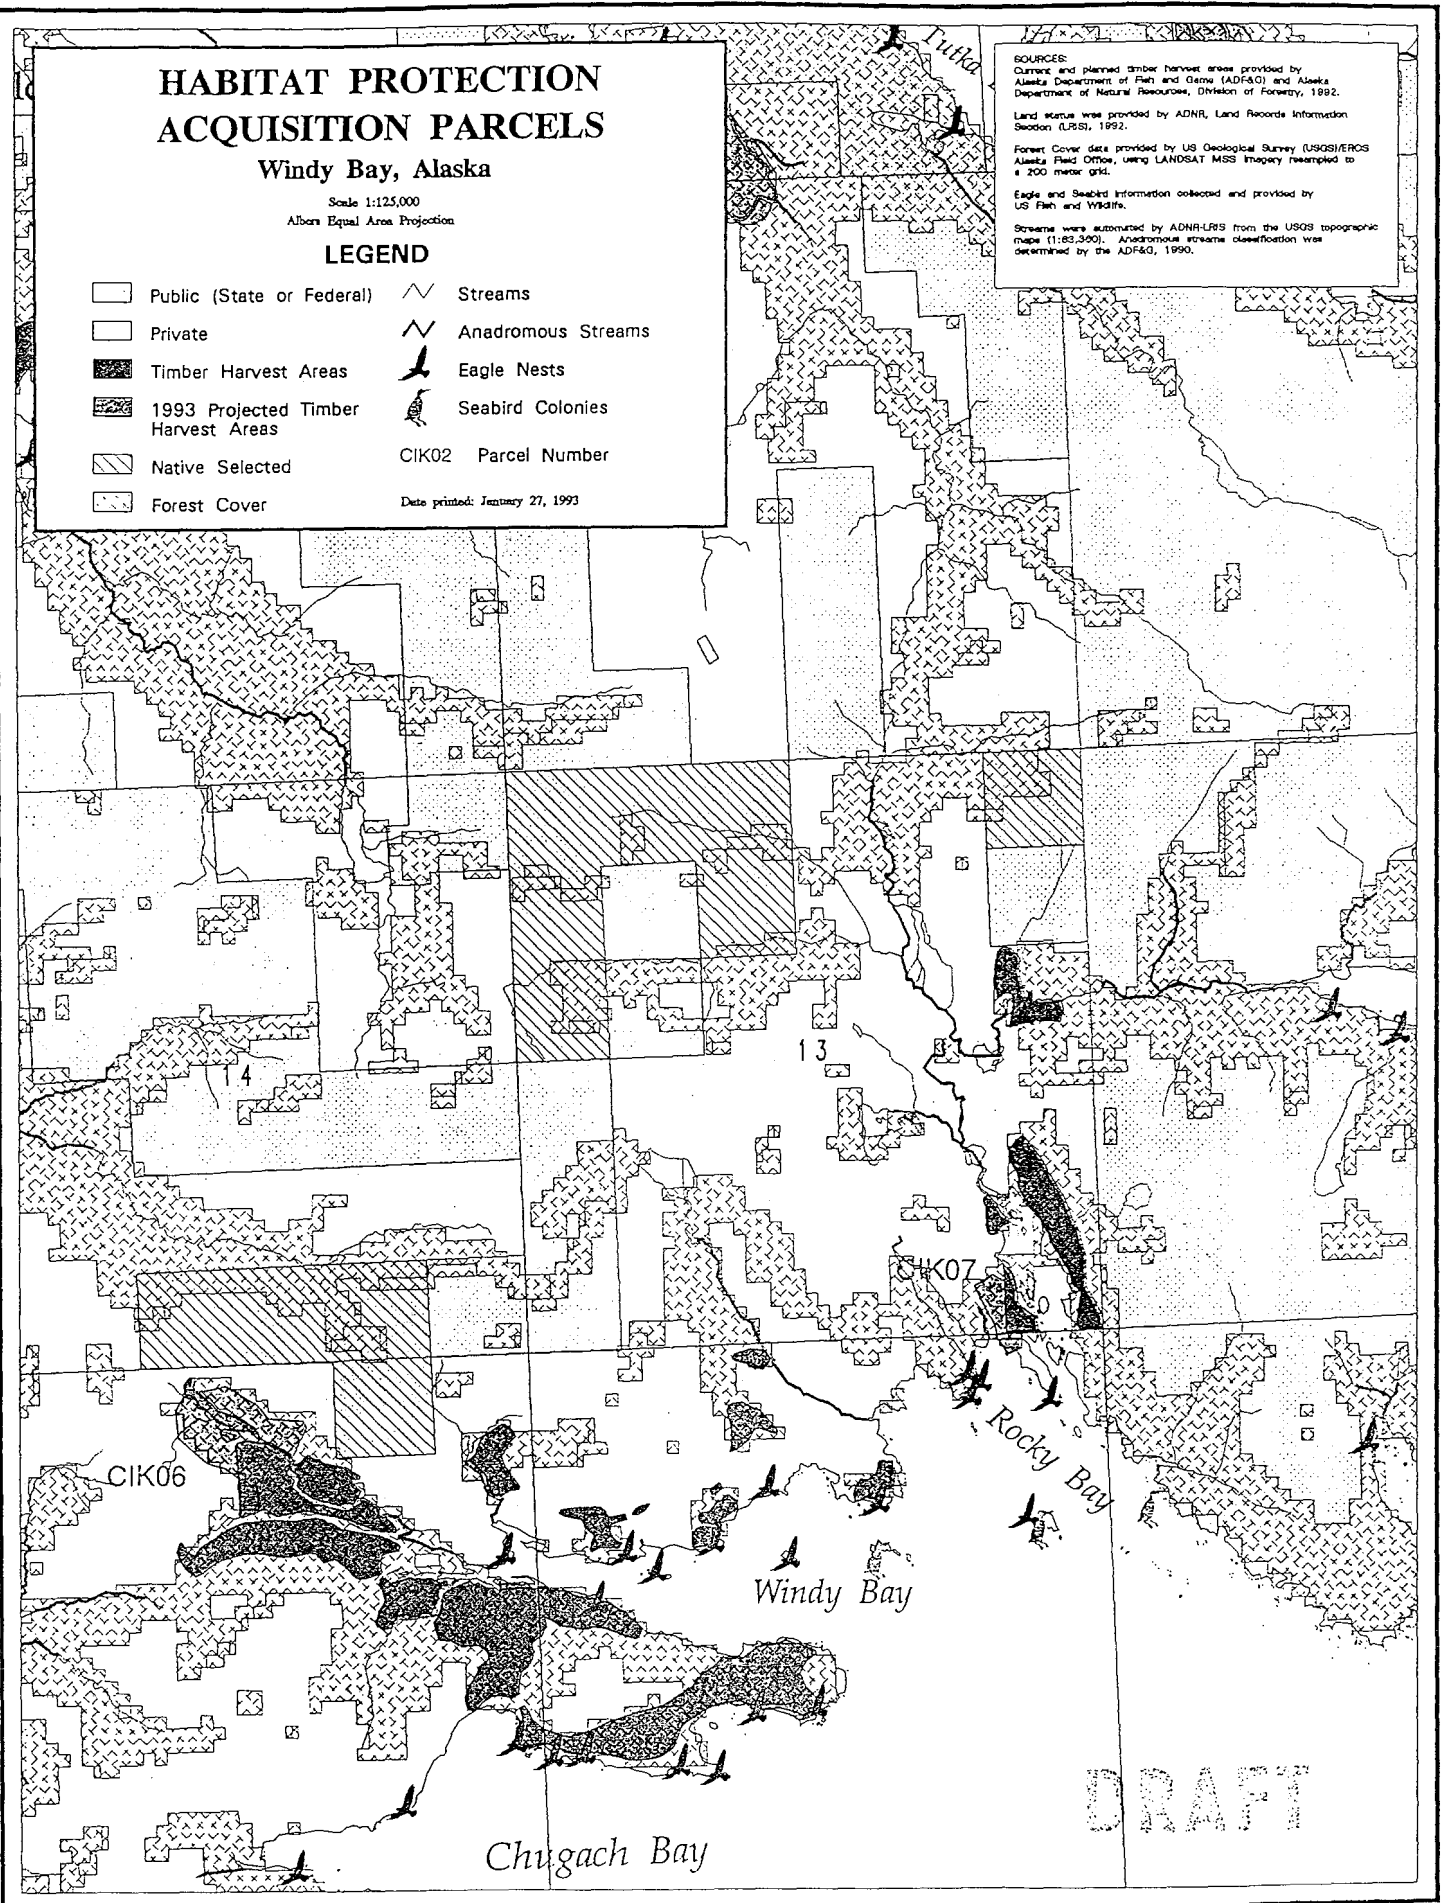 HABITAT PROTECTION
ACQUISITION PARCELS
Windy Bay, Alaska
Scale 1:125,000
Albers Equal Area Projection
LEGEND
Public (State or Federal)
Private
Timber Harvest Areas
1993 Projected Timber
Harvest Areas
Native Selected
Forest Cover
Streams
Anadromous Streams
Eagle Nests
Seabird Colonies
CIK02 Parcel Number
Date printed: January 27, 1993
Tutka
SOURCES:
Current and planned timber harvest areas provided by
Alaska Department of Fish and Game (ADF&G) and Alaska
Department of Natural Resources, Division of Forestry, 1992.
Land status was provided by ADNR, Land Records Information
Section (LRIS), 1992.
Forest Cover data provided by US Geological Survey (USGS)/EROS
Alaska Field Office, using LANDSAT MSS Imagery resampled to
a 200 meter grid.
Eagle and Seabird information collected and provided by
US Fish and Wildlife.
Streams were automated by ADNR-LRIS from the USGS topographic
maps (1:63,360). Anadromous streams classification was
determined by the ADF&G, 1990.
13
14
CIK07
Rocky Bay
CIK06
Windy Bay
DRAFT
Chugach Bay